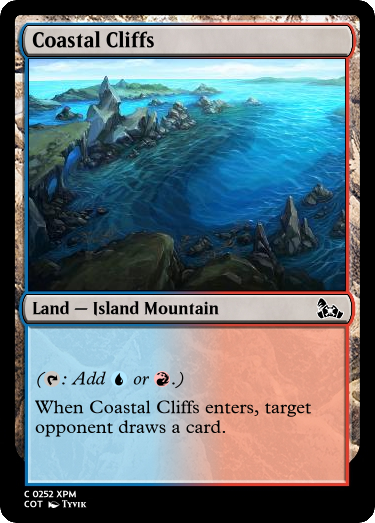 Coastal Cliffs
Land — Island Mountain
(: Add or .)
When Coastal Cliffs enters, target
opponent draws a card.
C 0252 XPM
COT Tyvik